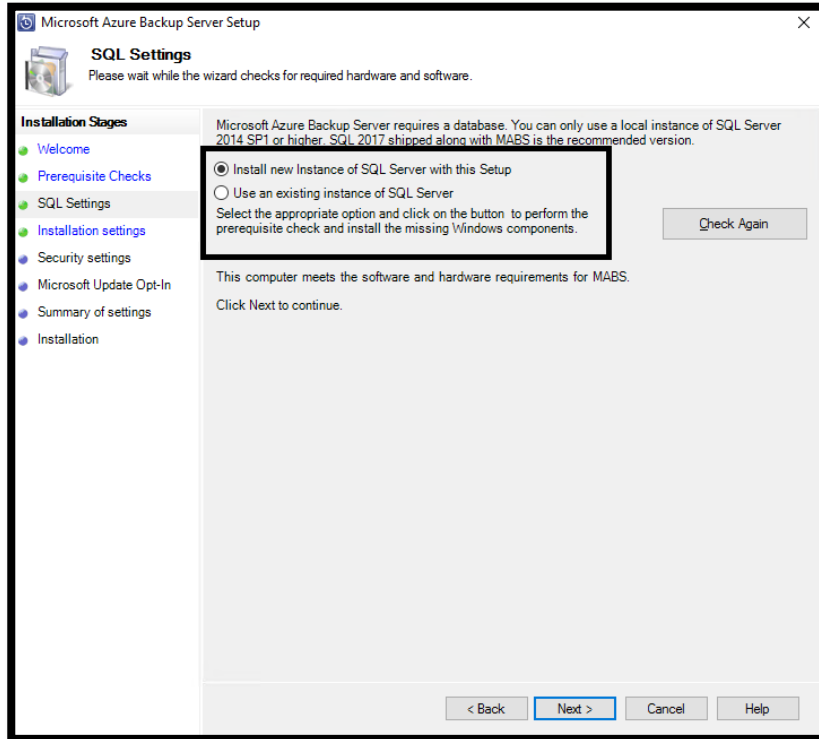 Microsoft Azure Backup Server Setup
SQL Settings
Please wait while the wizard checks for required hardware and software.
Installation Stages
Welcome
Prerequisite Checks
SQL Settings
Installation settings
Security settings
Microsoft Update Opt-In
Summary of settings
Installation
Microsoft Azure Backup Server requires a database. You can only use a local instance of SQL Server
2014 SP1 or higher. SQL 2017 shipped along with MABS is the recommended version.
Install new Instance of SQL Server with this Setup
Use an existing instance of SQL Server
Select the appropriate option and click on the button to perform the
prerequisite check and install the missing Windows components.
Check Again
This computer meets the software and hardware requirements for MABS.
Click Next to continue.
< Back
Next >
Cancel
Help